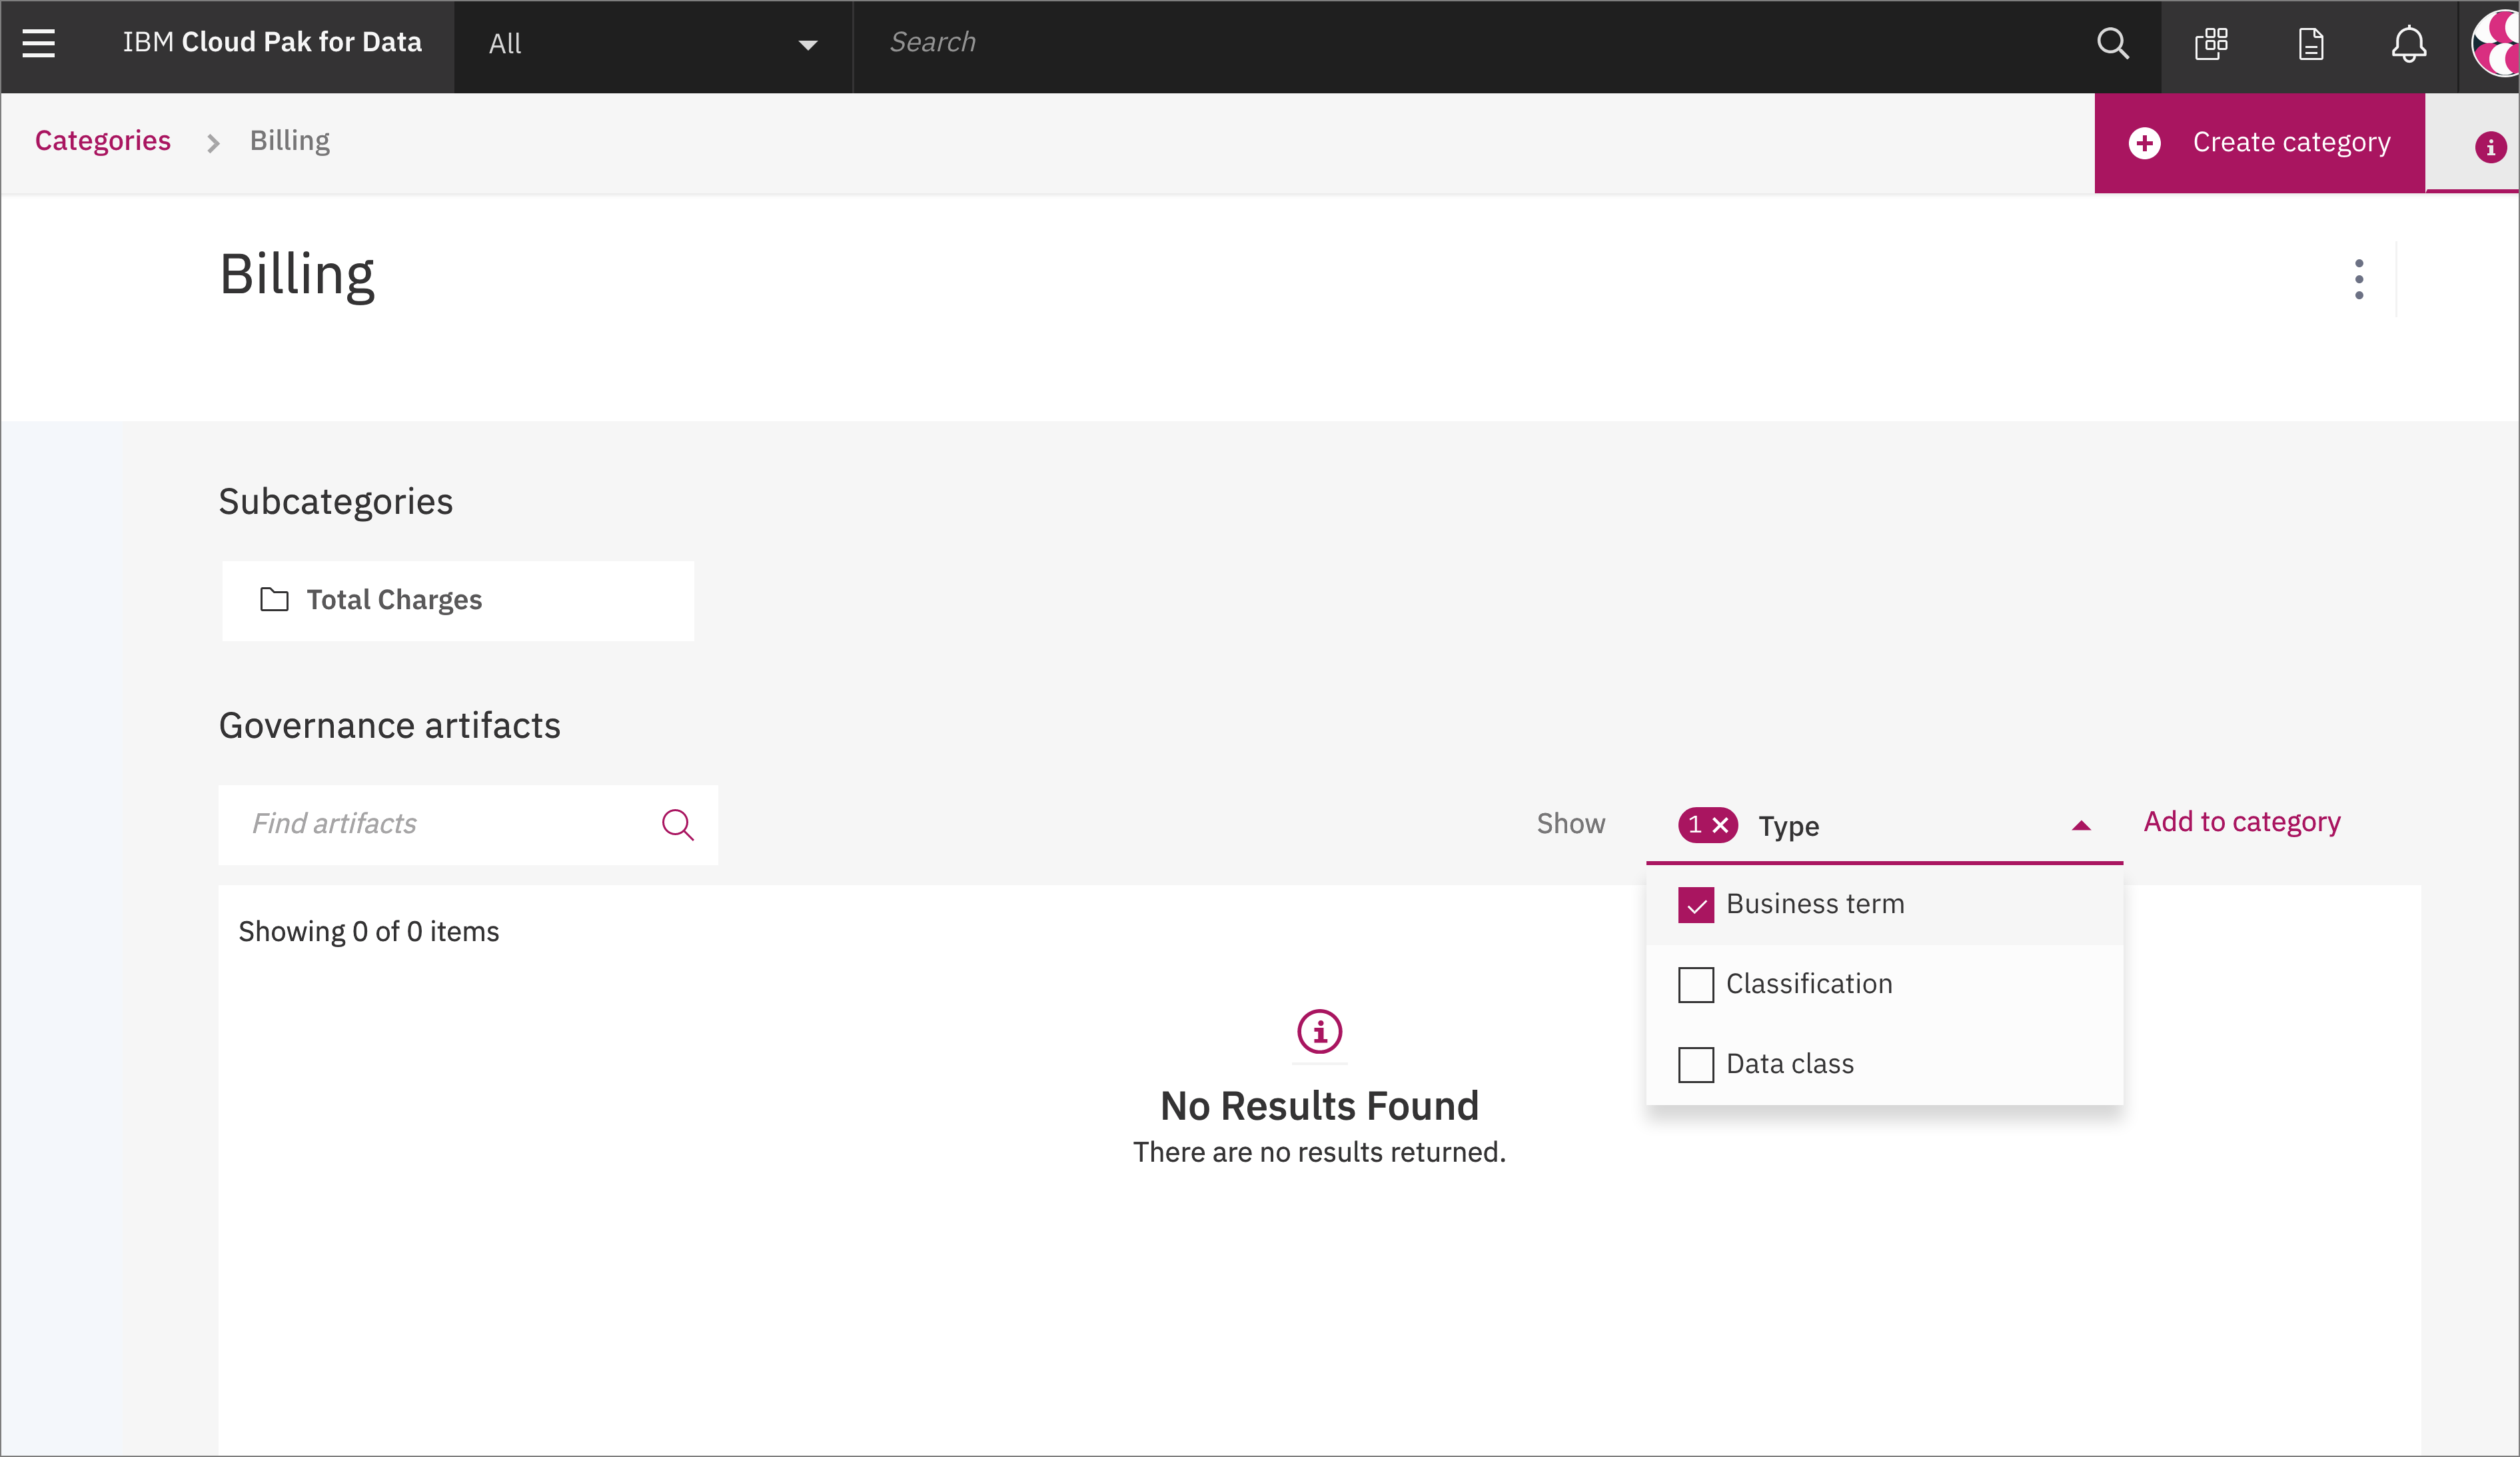 IBM Cloud Pak for Data
All
Search
Categories
Billing
Create category
Billing
Subcategories
Total Charges
Governance artifacts
Find artifacts
Show
1
Type
Add to category
Business term
Classification
Data class
Showing 0 of 0 items
No Results Found
There are no results returned.